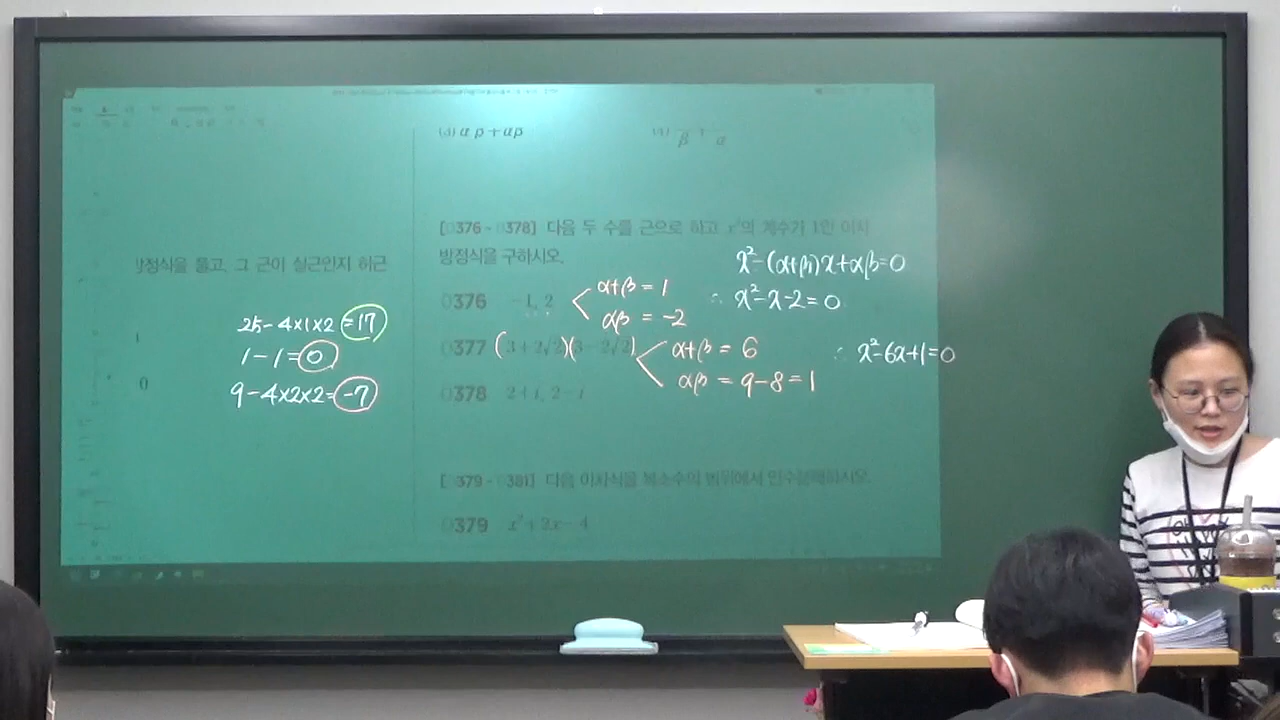 (3) α β + αβ
β + α
[0376 - 0378] 다음 두 수를 근으로 하고 x²의 계수가 1인 이차
방정식을 구하시오.
방정식을 풀고, 그 근이 실근인지 허근
x²-(α+β)x+αβ=0
0376 -1, 2
α+β = 1
αβ = -2
∴ x²-x-2=0
25-4×1×2=17
1-1=0
9-4×2×2=-7
0377 (3+2√2)(3-2√2)
α+β = 6
αβ = 9-8=1
∴ x²-6x+1=0
0
0378 2+i, 2-i
[0379 - 0381] 다음 이차식을 복소수의 범위에서 인수분해하시오.
0379 x²+2x-4